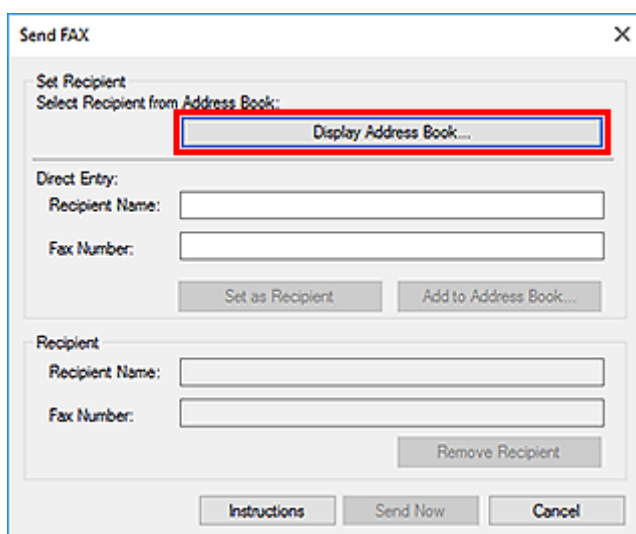 Send FAX
Set Recipient
Select Recipient from Address Book:
Display Address Book...
Direct Entry:
Recipient Name:
Fax Number:
Set as Recipient Add to Address Book...
Recipient
Recipient Name:
Fax Number:
Remove Recipient
Instructions Send Now Cancel